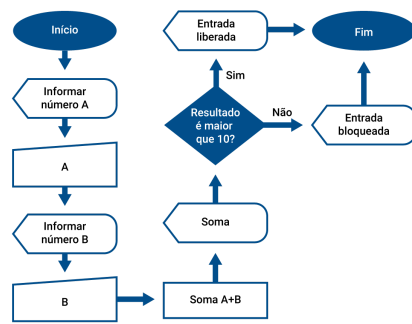 Início
Informar
número A
A
Informar
número B
B
Soma A+B
Soma
Resultado
é maior
que 10?
Sim
Não
Entrada
liberada
Entrada
bloqueada
Fim